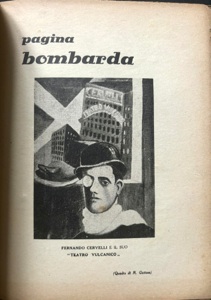 pagina
bombarda
FERNANDO CERVELLI E IL SUO
"TEATRO VULCANICO„